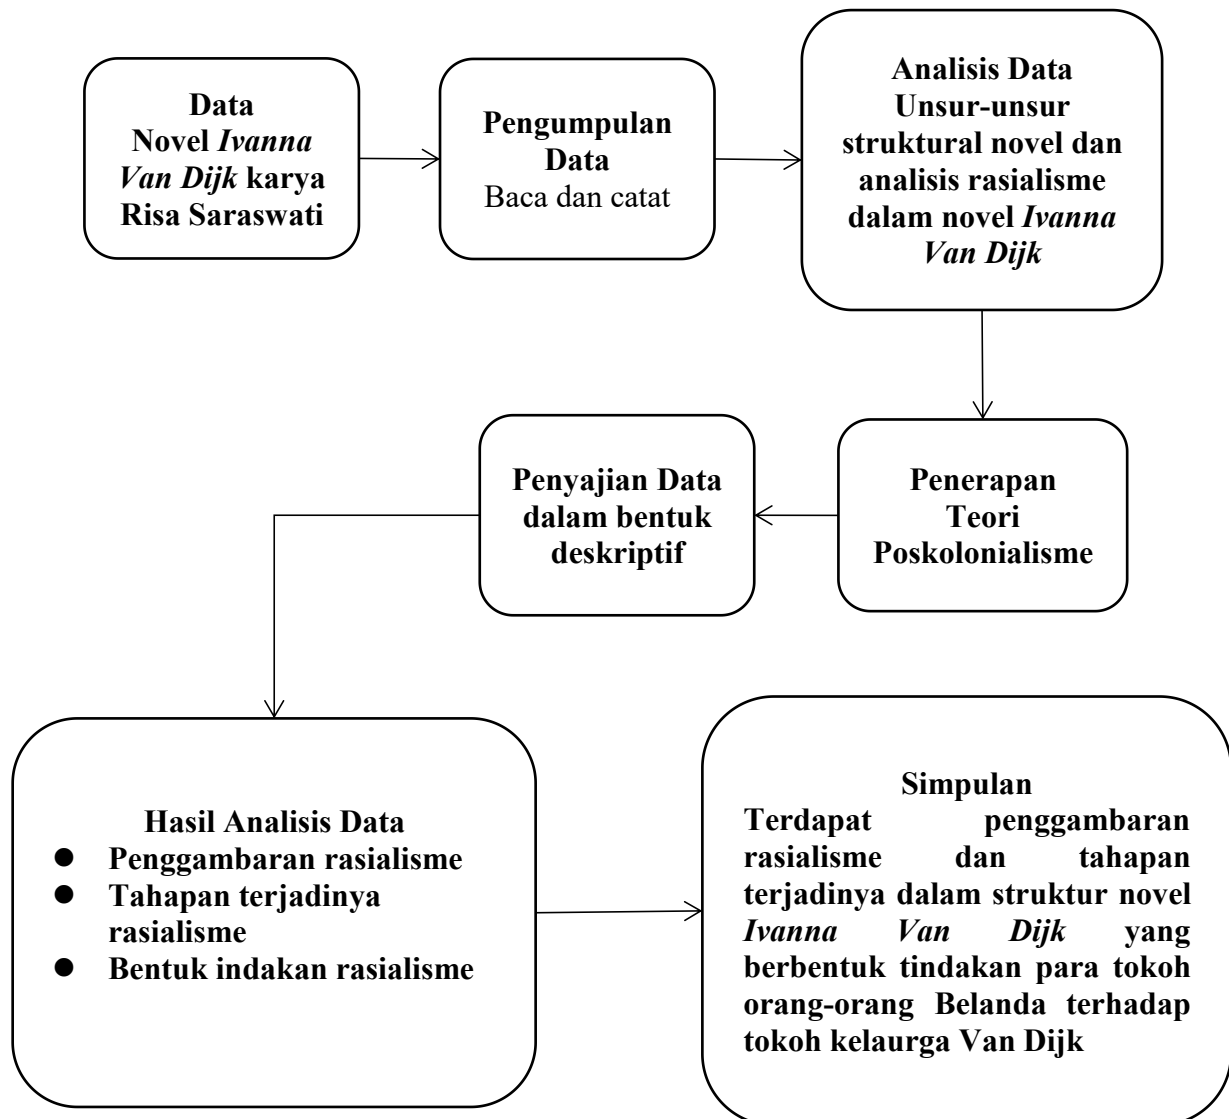 Data
Novel Ivanna
Van Dijk karya
Risa Saraswati
Pengumpulan
Data
Baca dan catat
Analisis Data
Unsur-unsur
struktural novel dan
analisis rasialisme
dalam novel Ivanna
Van Dijk
Penerapan
Teori
Poskolonialisme
Penyajian Data
dalam bentuk
deskriptif
Hasil Analisis Data
● Penggambaran rasialisme
● Tahapan terjadinya
rasialisme
● Bentuk indakan rasialisme
Simpulan
Terdapat penggambaran
rasialisme dan tahapan
terjadinya dalam struktur novel
Ivanna Van Dijk yang
berbentuk tindakan para tokoh
orang-orang Belanda terhadap
tokoh kelaurga Van Dijk